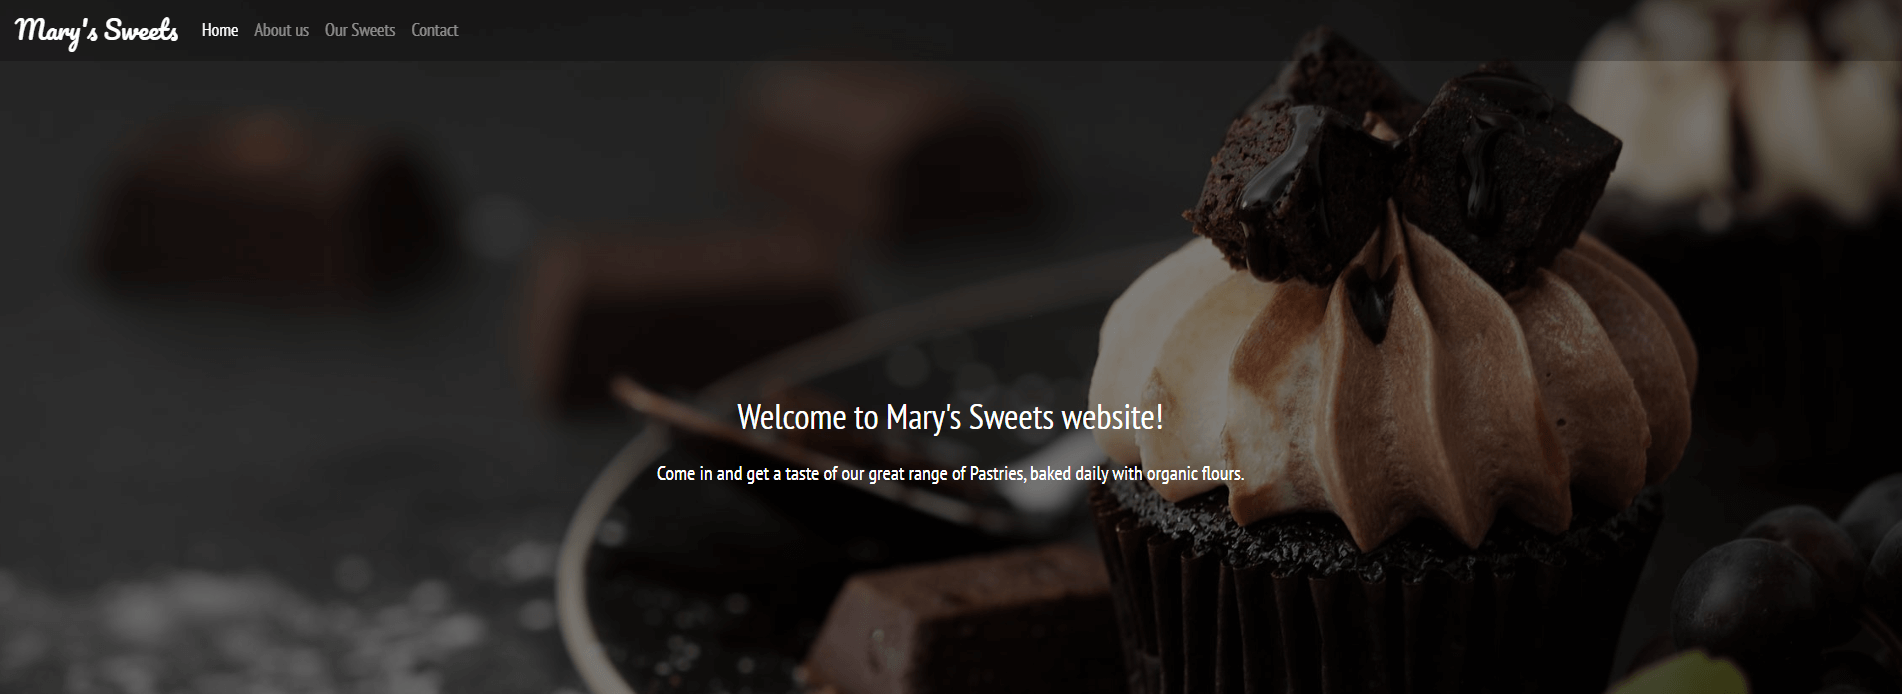 Mary's Sweets Home About us Our Sweets Contact
Welcome to Mary's Sweets website!
Come in and get a taste of our great range of Pastries, baked daily with organic flours.